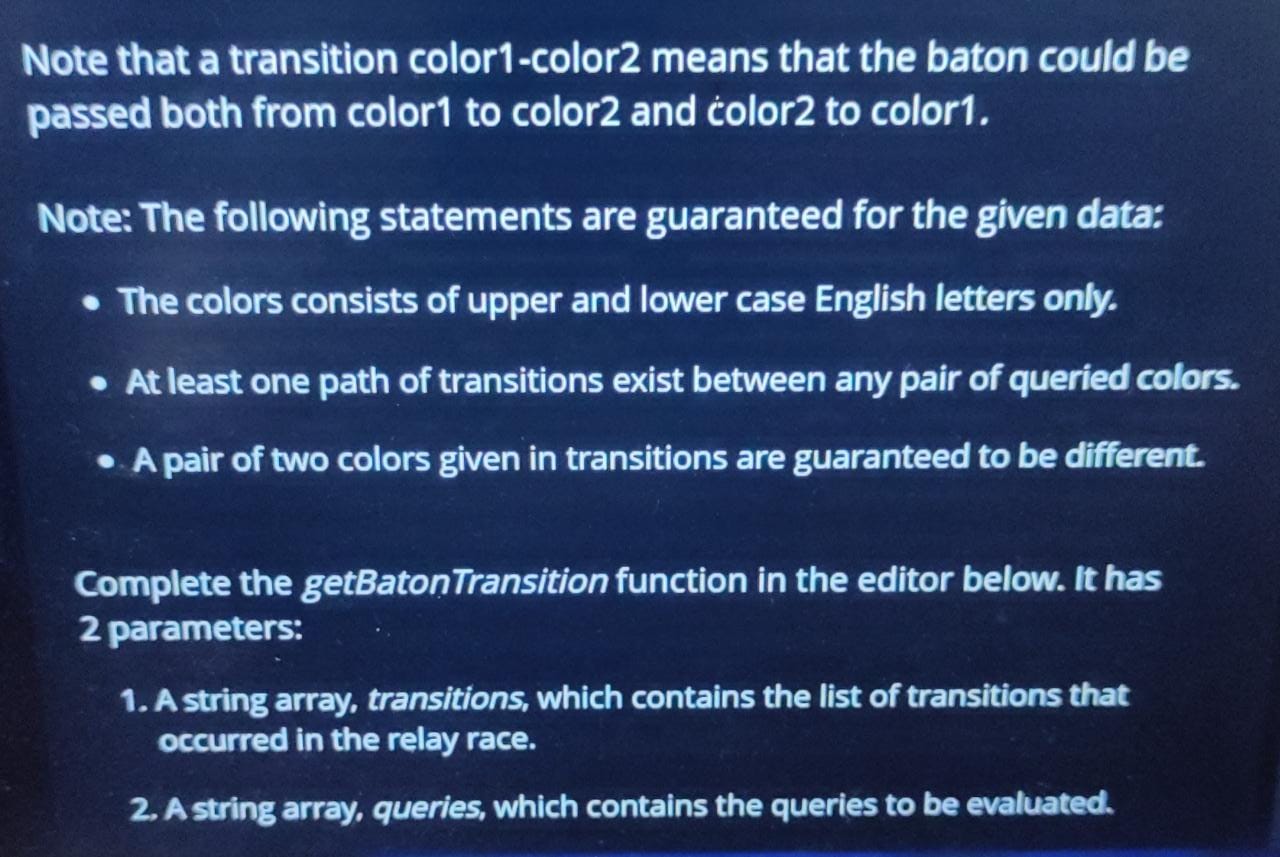 Note that a transition color1-color2 means that the baton could be
passed both from color1 to color2 and color2 to color1.
Note: The following statements are guaranteed for the given data:
• The colors consists of upper and lower case English letters only.
• At least one path of transitions exist between any pair of queried colors.
• A pair of two colors given in transitions are guaranteed to be different.
Complete the getBatonTransition function in the editor below. It has
2 parameters:
1. A string array, transitions, which contains the list of transitions that
occurred in the relay race.
2. A string array, queries, which contains the queries to be evaluated.